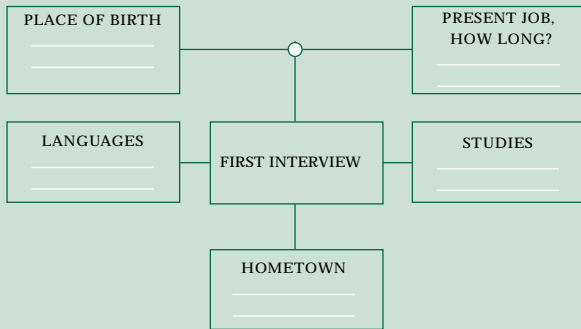 PLACE OF BIRTH
PRESENT JOB,
HOW LONG?
LANGUAGES
FIRST INTERVIEW
STUDIES
HOMETOWN